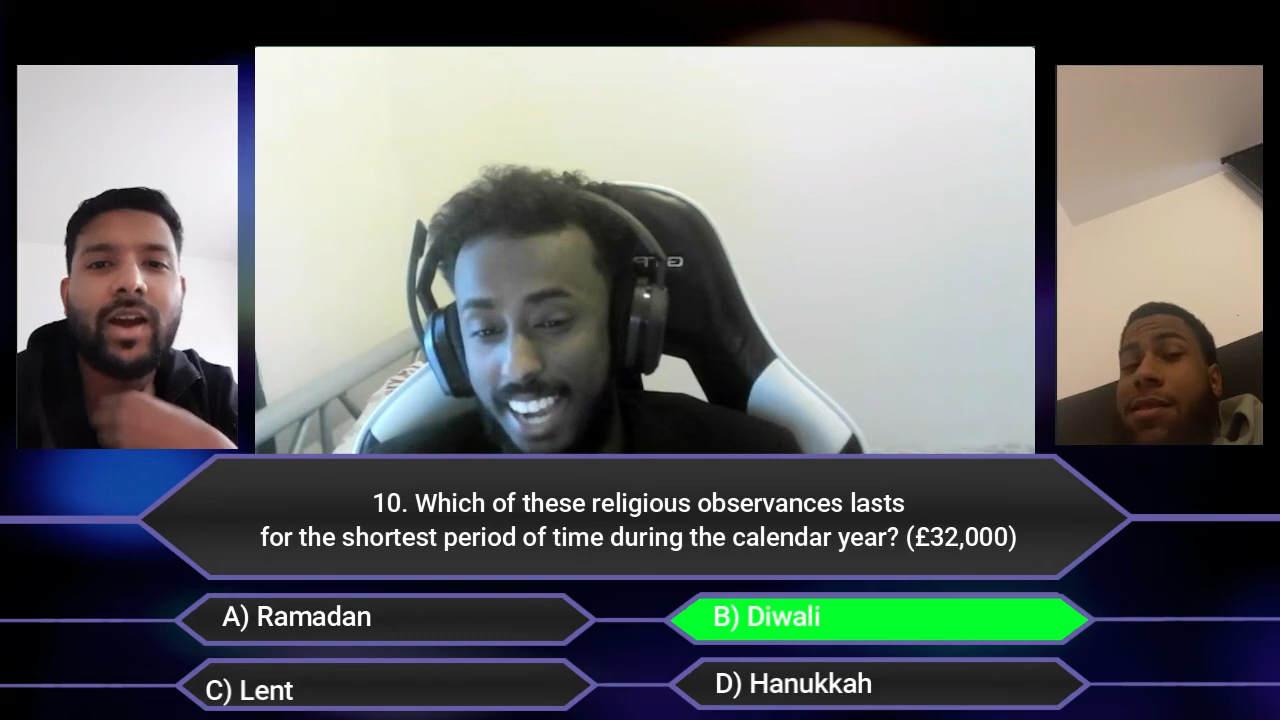 10. Which of these religious observances lasts
for the shortest period of time during the calendar year? (£32,000)
A) Ramadan
B) Diwali
C) Lent
D) Hanukkah